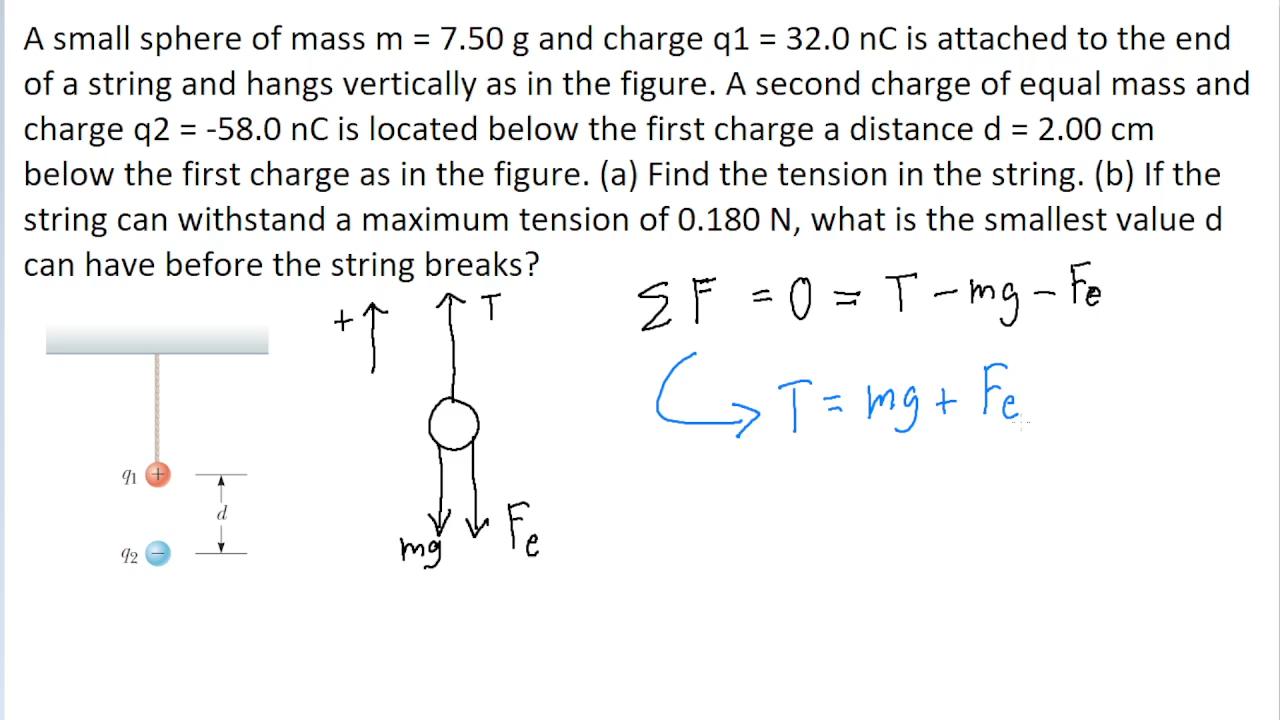 A small sphere of mass m = 7.50 g and charge q1 = 32.0 nC is attached to the end
of a string and hangs vertically as in the figure. A second charge of equal mass and
charge q2 = -58.0 nC is located below the first charge a distance d = 2.00 cm
below the first charge as in the figure. (a) Find the tension in the string. (b) If the
string can withstand a maximum tension of 0.180 N, what is the smallest value d
can have before the string breaks?
+ T
ΣF = 0 = T - mg - Fe
T = mg + Fe
q1 +
d
q2 −
mg Fe